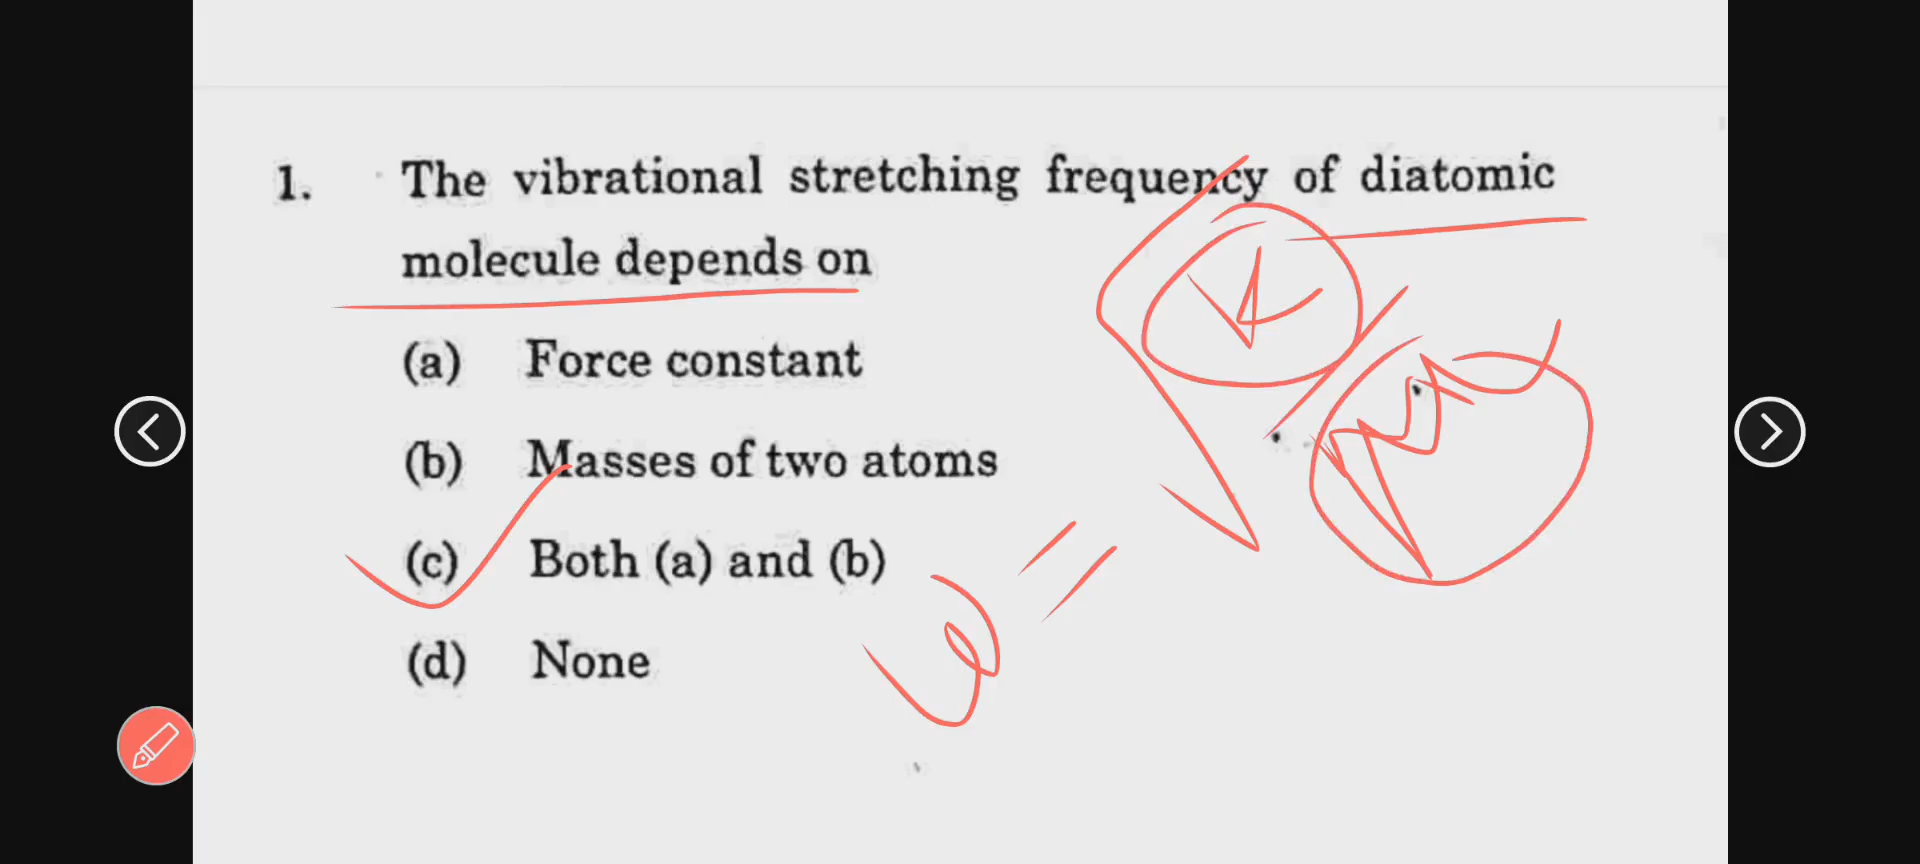 1. The vibrational stretching frequency of diatomic
molecule depends on
(a) Force constant
(b) Masses of two atoms
(c) Both (a) and (b)
(d) None